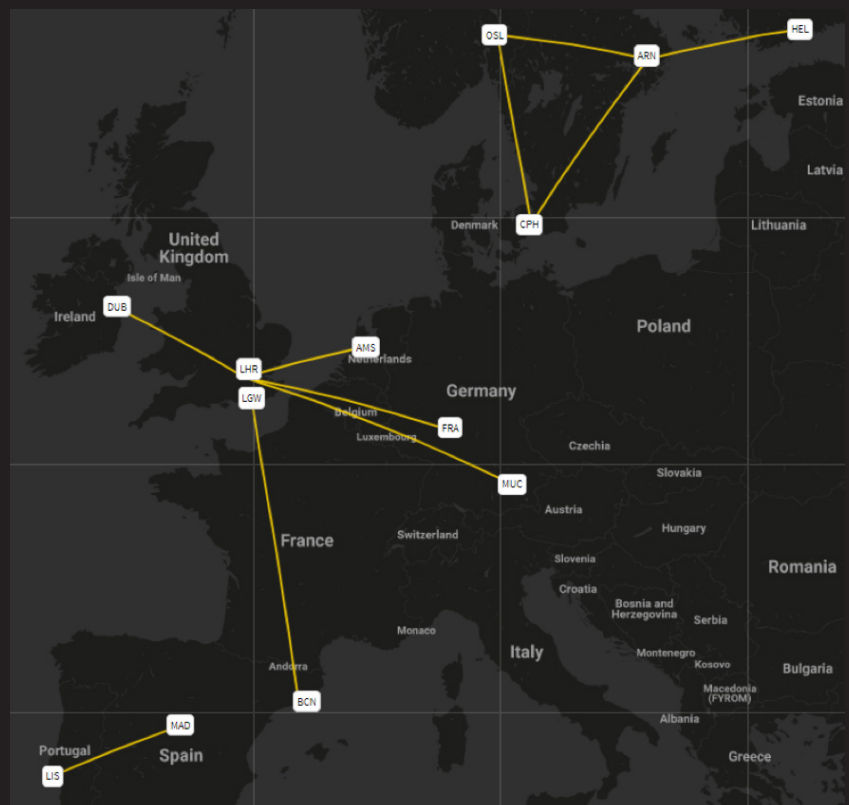 OSL
HEL
ARN
Estonia
Latvia
CPH
Denmark
Lithuania
United
Kingdom
Isle of Man
DUB
Ireland
Poland
AMS
Netherlands
LHR
Germany
LGW
Belgium
FRA
Luxembourg
Czechia
Slovakia
MUC
Austria
Hungary
Switzerland
France
Slovenia
Romania
Croatia
Bosnia and
Herzegovina
Serbia
Monaco
Italy
Montenegro
Kosovo
Andorra
Bulgaria
Macedonia
(FYROM)
BCN
Albania
MAD
Portugal
Spain
Greece
LIS